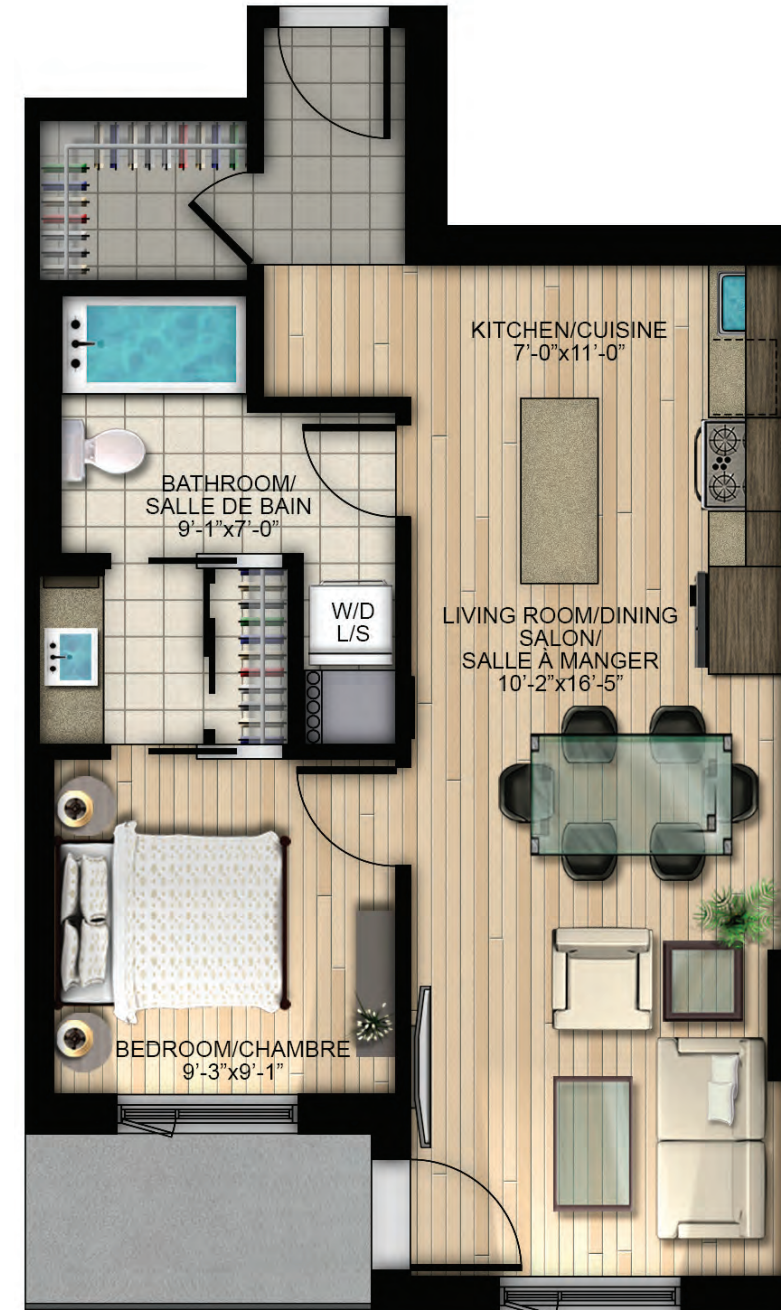 KITCHEN/CUISINE
7'-0"x11'-0"
BATHROOM/
SALLE DE BAIN
9'-1"x7'-0"
W/D
L/S
LIVING ROOM/DINING
SALON/
SALLE À MANGER
10'-2"x16'-5"
BEDROOM/CHAMBRE
9'-3"x9'-1"